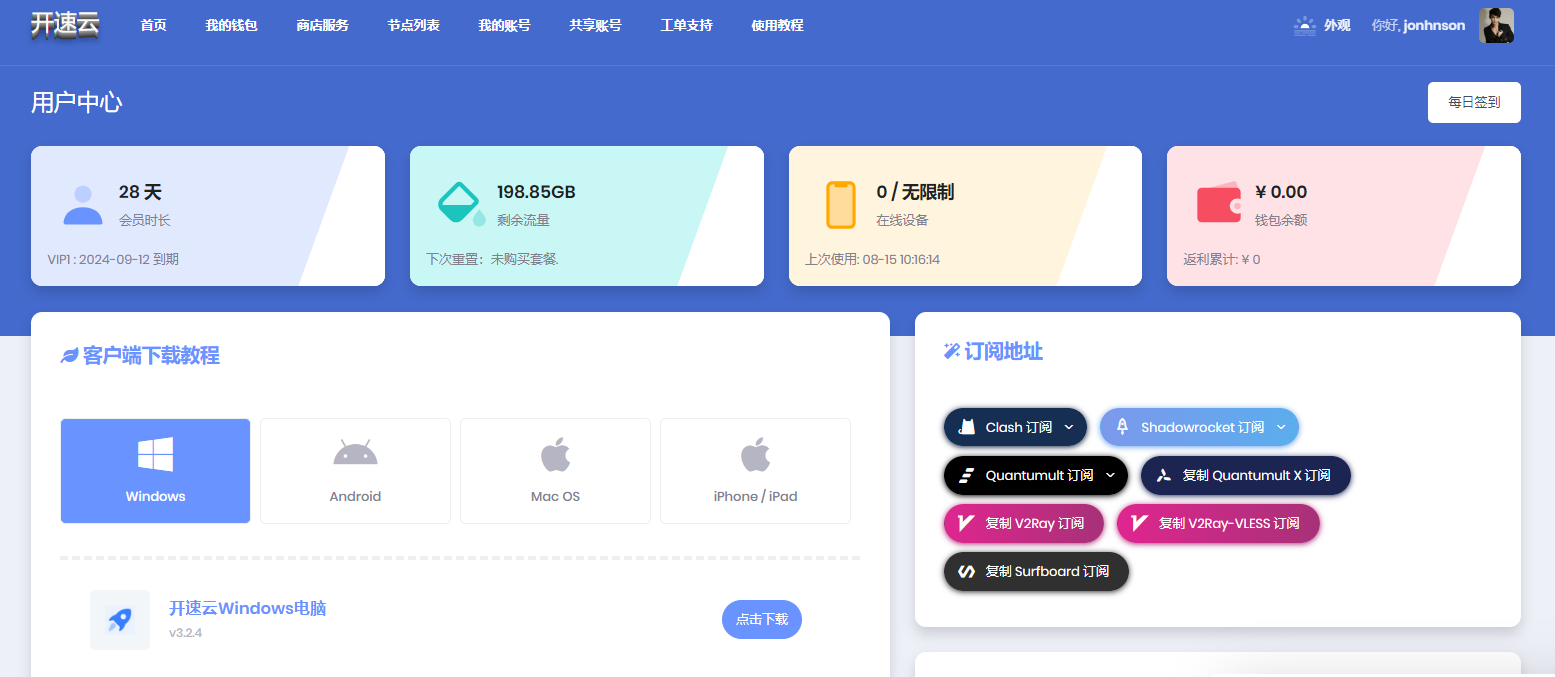 开速云
首页 我的钱包 商店服务 节点列表 我的账号 共享账号 工单支持 使用教程
外观 你好, jonhnson
用户中心
每日签到
28 天
会员时长
VIP1 : 2024-09-12 到期
198.85GB
剩余流量
下次重置：未购买套餐.
0 / 无限制
在线设备
上次使用: 08-15 10:16:14
¥ 0.00
钱包余额
返利累计: ¥ 0
客户端下载教程
Windows
Android
Mac OS
iPhone / iPad
开速云Windows电脑
v3.2.4
点击下载
订阅地址
Clash 订阅
Shadowrocket 订阅
Quantumult 订阅
复制 Quantumult X 订阅
复制 V2Ray 订阅
复制 V2Ray-VLESS 订阅
复制 Surfboard 订阅